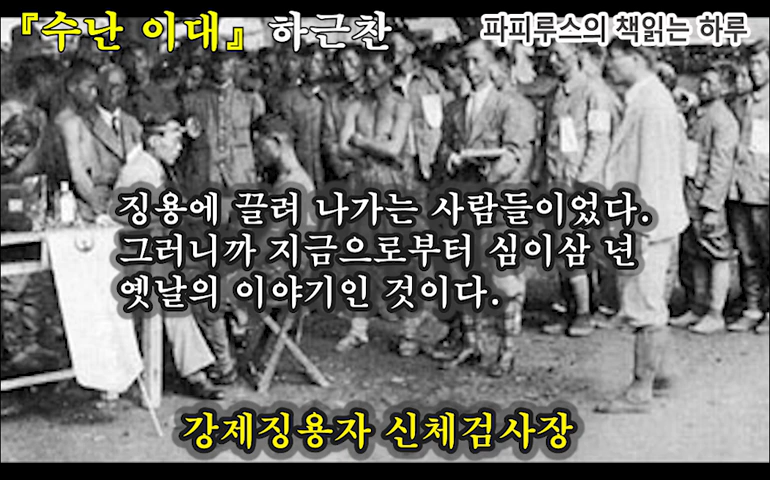 『수난 이대』 하근찬
파피루스의 책읽는 하루
징용에 끌려 나가는 사람들이었다.
그러니까 지금으로부터 심이삼 년
옛날의 이야기인 것이다.
강제징용자 신체검사장